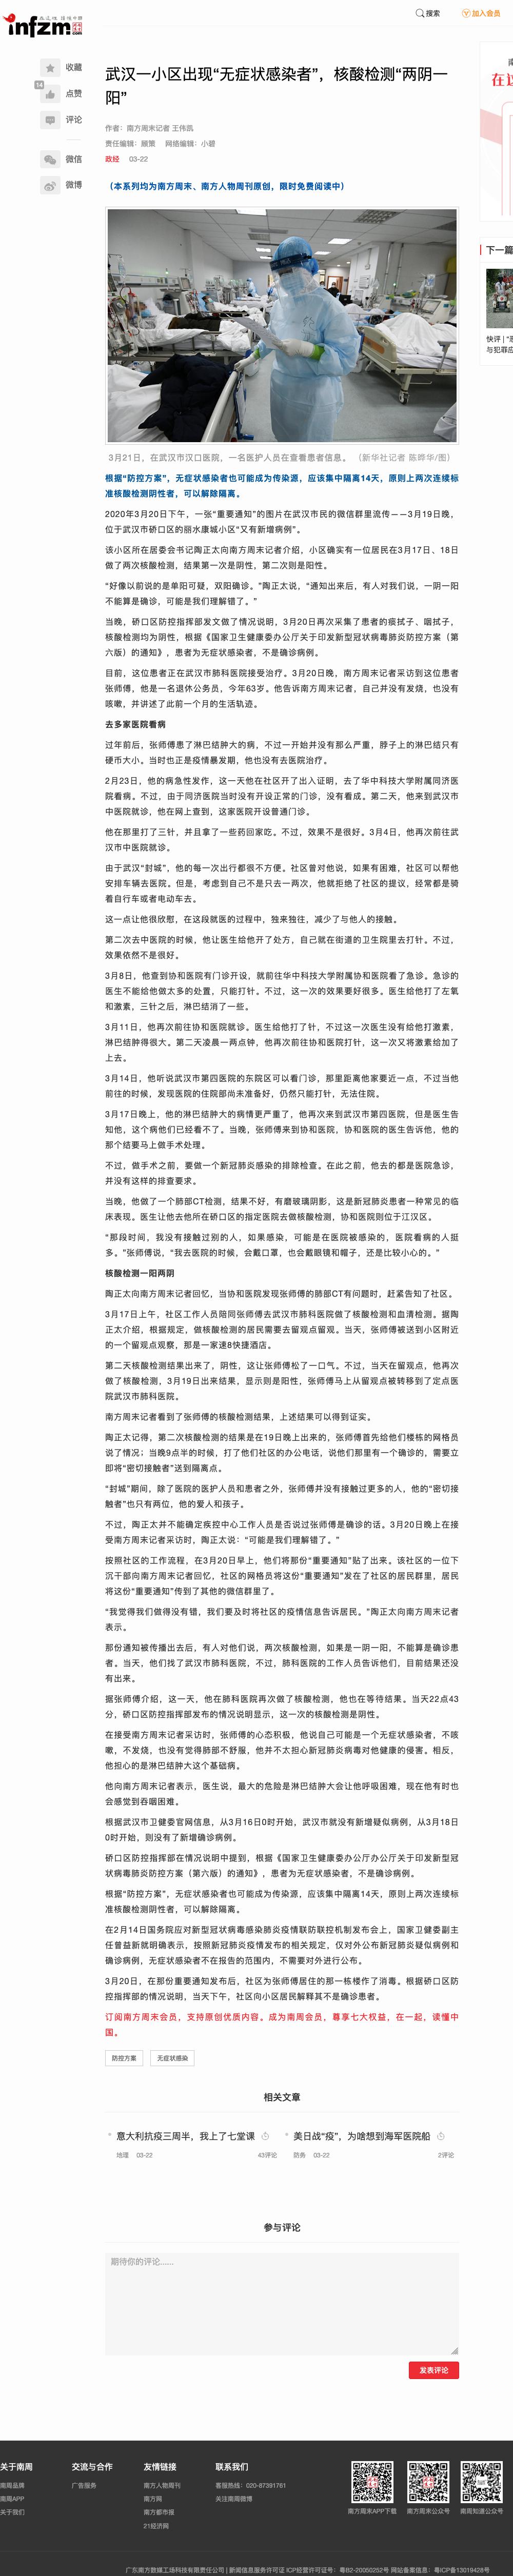 infzm
搜索
加入会员
收藏
14
点赞
评论
微信
微博
武汉一小区出现“无症状感染者”，核酸检测“两阴一
阳”
作者：南方周末记者 王伟凯
责任编辑：顾策 网络编辑：小碧
政经 03-22
（本系列均为南方周末、南方人物周刊原创，限时免费阅读中）
3月21日，在武汉市汉口医院，一名医护人员在查看患者信息。 （新华社记者 陈晔华/图）
根据“防控方案”，无症状感染者也可能成为传染源，应该集中隔离14天，原则上两次连续标
准核酸检测阴性者，可以解除隔离。
2020年3月20日下午，一张“重要通知”的图片在武汉市民的微信群里流传——3月19日晚，
位于武汉市硚口区的丽水康城小区“又有新增病例”。
该小区所在居委会书记陶正太向南方周末记者介绍，小区确实有一位居民在3月17日、18日
做了两次核酸检测，结果第一次是阴性，第二次则是阳性。
“好像以前说的是单阳可疑，双阳确诊。”陶正太说，“通知出来后，有人对我们说，一阴一阳
不能算是确诊，可能是我们理解错了。”
当晚，硚口区防控指挥部发文做了情况说明，3月20日再次采集了患者的痰拭子、咽拭子，
核酸检测均为阴性，根据《国家卫生健康委办公厅关于印发新型冠状病毒肺炎防控方案（第
六版）的通知》，患者为无症状感染者，不是确诊病例。
目前，这位患者正在武汉市肺科医院接受治疗。3月20日晚，南方周末记者采访到这位患者
张师傅，他是一名退休公务员，今年63岁。他告诉南方周末记者，自己并没有发烧，也没有
咳嗽，并讲述了此前一个月的生活轨迹。
去多家医院看病
过年前后，张师傅患了淋巴结肿大的病，不过一开始并没有那么严重，脖子上的淋巴结只有
硬币大小。当时也正是疫情暴发期，他也没有去医院治疗。
2月23日，他的病急性发作，这一天他在社区开了出入证明，去了华中科技大学附属同济医
院看病。不过，由于同济医院当时没有开设正常的门诊，没有看成。第二天，他来到武汉市
中医院就诊，他在网上查到，这家医院开设普通门诊。
他在那里打了三针，并且拿了一些药回家吃。不过，效果不是很好。3月4日，他再次前往武
汉市中医院就诊。
由于武汉“封城”，他的每一次出行都很不方便。社区曾对他说，如果有困难，社区可以帮他
安排车辆去医院。但是，考虑到自己不是只去一两次，他就拒绝了社区的提议，经常都是骑
着自行车或者电动车去。
这一点让他很欣慰，在这段就医的过程中，独来独往，减少了与他人的接触。
第二次去中医院的时候，他让医生给他开了处方，自己就在街道的卫生院里去打针。不过，
效果依然不是很好。
3月8日，他查到协和医院有门诊开设，就前往华中科技大学附属协和医院看了急诊。急诊的
医生不能给他做太多的处置，只能打针。不过，这一次的效果要好很多。医生给他打了左氧
和激素，三针之后，淋巴结消了一些。
3月11日，他再次前往协和医院就诊。医生给他打了针，不过这一次医生没有给他打激素，
淋巴结肿得很大。第二天凌晨一两点钟，他再次前往协和医院打针，这一次又将激素给加了
上去。
3月14日，他听说武汉市第四医院的东院区可以看门诊，那里距离他家要近一点，不过当他
前往的时候，发现医院的住院部尚未准备好，仍然只能打针，无法住院。
3月17日晚上，他的淋巴结肿大的病情更严重了，他再次来到武汉市第四医院，但是医生告
知他，这个病他们已经看不了。当晚，张师傅来到协和医院，协和医院的医生告诉他，他的
那个结要马上做手术处理。
不过，做手术之前，要做一个新冠肺炎感染的排除检查。在此之前，他去的都是医院急诊，
并没有这样的排查要求。
当晚，他做了一个肺部CT检测，结果不好，有磨玻璃阴影，这是新冠肺炎患者一种常见的临
床表现。医生让他去他所在硚口区的指定医院去做核酸检测，协和医院则位于江汉区。
“那段时间，我没有接触过别的人，如果感染，可能是在医院被感染的，医院看病的人挺
多。”张师傅说，“我去医院的时候，会戴口罩，也会戴眼镜和帽子，还是比较小心的。”
核酸检测一阳两阴
陶正太向南方周末记者回忆，当协和医院发现张师傅的肺部CT有问题时，赶紧告知了社区。
3月17日上午，社区工作人员陪同张师傅去武汉市肺科医院做了核酸检测和血清检测。据陶
正太介绍，根据规定，做核酸检测的居民需要去留观点留观。当天，张师傅被送到小区附近
的一个留观点观察，那是一家速8快捷酒店。
第二天核酸检测结果出来了，阴性，这让张师傅松了一口气。不过，当天在留观点，他再次
做了核酸检测，3月19日出来结果，显示则是阳性，张师傅马上从留观点被转移到了定点医
院武汉市肺科医院。
南方周末记者看到了张师傅的核酸检测结果，上述结果可以得到证实。
陶正太记得，第二次核酸检测的结果是在19日晚上出来的，张师傅首先给他们楼栋的网格员
说了情况；当晚9点半的时候，打了他们社区的办公电话，说他们那里有一个确诊的，需要立
即将“密切接触者”送到隔离点。
“封城”期间，除了医院的医护人员和患者之外，张师傅并没有接触过更多的人，他的“密切接
触者”也只有两位，他的爱人和孩子。
不过，陶正太并不能确定疾控中心工作人员是否说过张师傅是确诊的话。3月20日晚上在接
受南方周末记者采访时，陶正太说：“可能是我们理解错了。”
按照社区的工作流程，在3月20日早上，他们将那份“重要通知”贴了出来。该社区的一位下
沉干部向南方周末记者回忆，社区的网格员将这份“重要通知”发在了社区的居民群里，居民
将这份“重要通知”传到了其他的微信群里了。
“我觉得我们做得没有错，我们要及时将社区的疫情信息告诉居民。”陶正太向南方周末记者
表示。
那份通知被传播出去后，有人对他们说，两次核酸检测，如果是一阴一阳，不能算是确诊患
者。当天，他们找了武汉市肺科医院，不过，肺科医院的工作人员告诉他们，目前结果还没
有出来。
据张师傅介绍，这一天，他在肺科医院再次做了核酸检测，他也在等待结果。当天22点43
分，硚口区防控指挥部发布的情况说明显示，这一次的核酸检测是阴性。
在接受南方周末记者采访时，张师傅的心态积极，他说自己可能是一个无症状感染者，不咳
嗽，不发烧，也没有觉得肺部不舒服，他并不太担心新冠肺炎病毒对他健康的侵害。相反，
他担心的是淋巴结肿大这个基础病。
他向南方周末记者表示，医生说，最大的危险是淋巴结肿大会让他呼吸困难，现在有时也
会感觉到吞咽困难。
根据武汉市卫健委官网信息，从3月16日0时开始，武汉市就没有新增疑似病例，从3月18日
0时开始，则没有了新增确诊病例。
硚口区防控指挥部在情况说明中提到，根据《国家卫生健康委办公厅办公厅关于印发新型冠
状病毒肺炎防控方案（第六版）的通知》，患者为无症状感染者，不是确诊病例。
根据“防控方案”，无症状感染者也可能成为传染源，应该集中隔离14天，原则上两次连续标
准核酸检测阴性者，可以解除隔离。
在2月14日国务院应对新型冠状病毒感染肺炎疫情联防联控机制发布会上，国家卫健委副主
任曾益新就明确表示，按照新冠肺炎疫情发布的相关规定，仅对外公布新冠肺炎疑似病例和
确诊病例，无症状感染者不在报告的范围内，不需要对外进行公布。
3月20日，在那份重要通知发布后，社区为张师傅居住的那一栋楼作了消毒。根据硚口区防
控指挥部的情况说明，当天下午，社区向小区居民解释其不是确诊患者。
订阅南方周末会员，支持原创优质内容。成为南周会员，尊享七大权益，在一起，读懂中
国。
防控方案 无症状感染
相关文章
意大利抗疫三周半，我上了七堂课
地理 03-22 43评论
美日战“疫”，为啥想到海军医院船
防务 03-22 2评论
参与评论
期待你的评论......
发表评论
下一篇
快评 | “恶
与犯罪应
关于南周
南周品牌
南周APP
关于我们
交流与合作
广告服务
友情链接
南方人物周刊
南方网
南方都市报
21经济网
联系我们
客服热线：020-87391761
关注南周微博
南方周末APP下载
南方周末公众号
南周知道公众号
广东南方数媒工场科技有限责任公司 | 新闻信息服务许可证 ICP经营许可证号：粤B2-20050252号 网站备案信息：粤ICP备13019428号